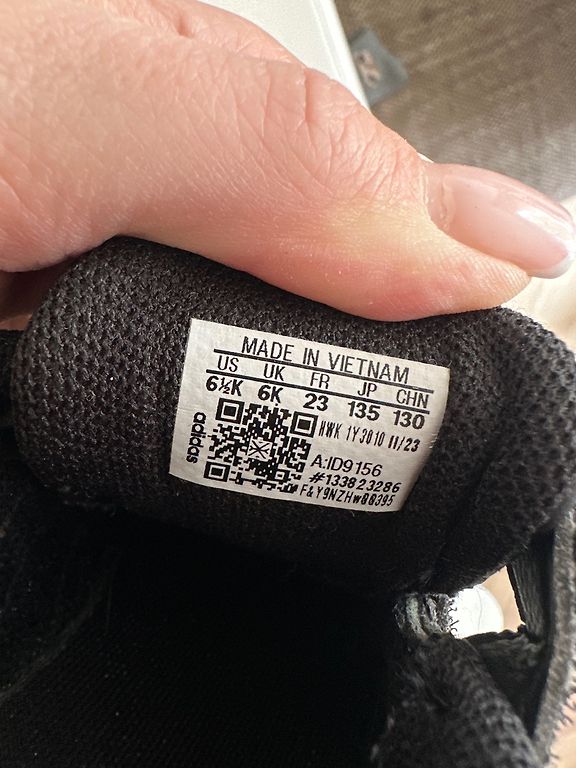 MADE IN VIETNAM
US UK FR JP CHN
6½K 6K 23 135 130
HWK 1Y3010 11/23
adidas
A:ID9156
#133823286
F&Y9NZHw88395